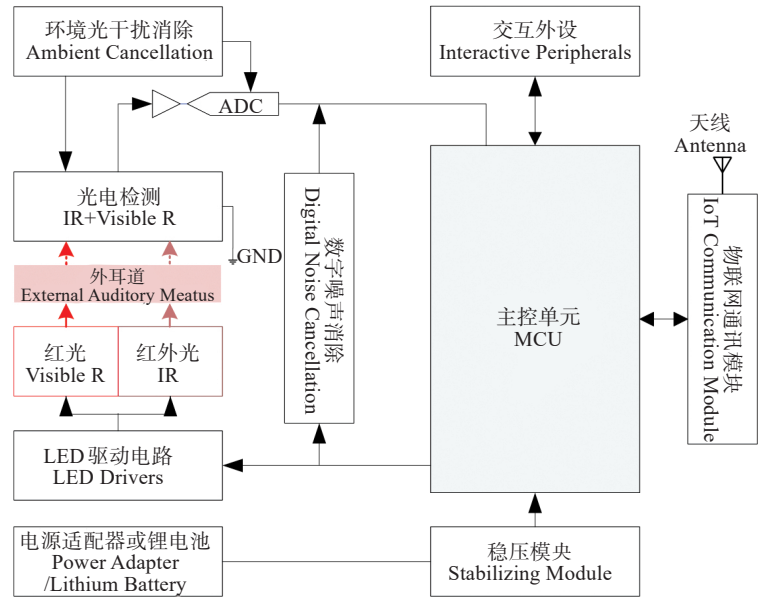 环境光干扰消除
Ambient Cancellation
ADC
交互外设
Interactive Peripherals
天线
Antenna
光电检测
IR+Visible R
GND
外耳道
External Auditory Meatus
红光
Visible R
红外光
IR
数字噪声消除
Digital Noise Cancellation
主控单元
MCU
物联网通讯模块
IoT Communication Module
LED驱动电路
LED Drivers
电源适配器或锂电池
Power Adapter
/Lithium Battery
稳压模央
Stabilizing Module